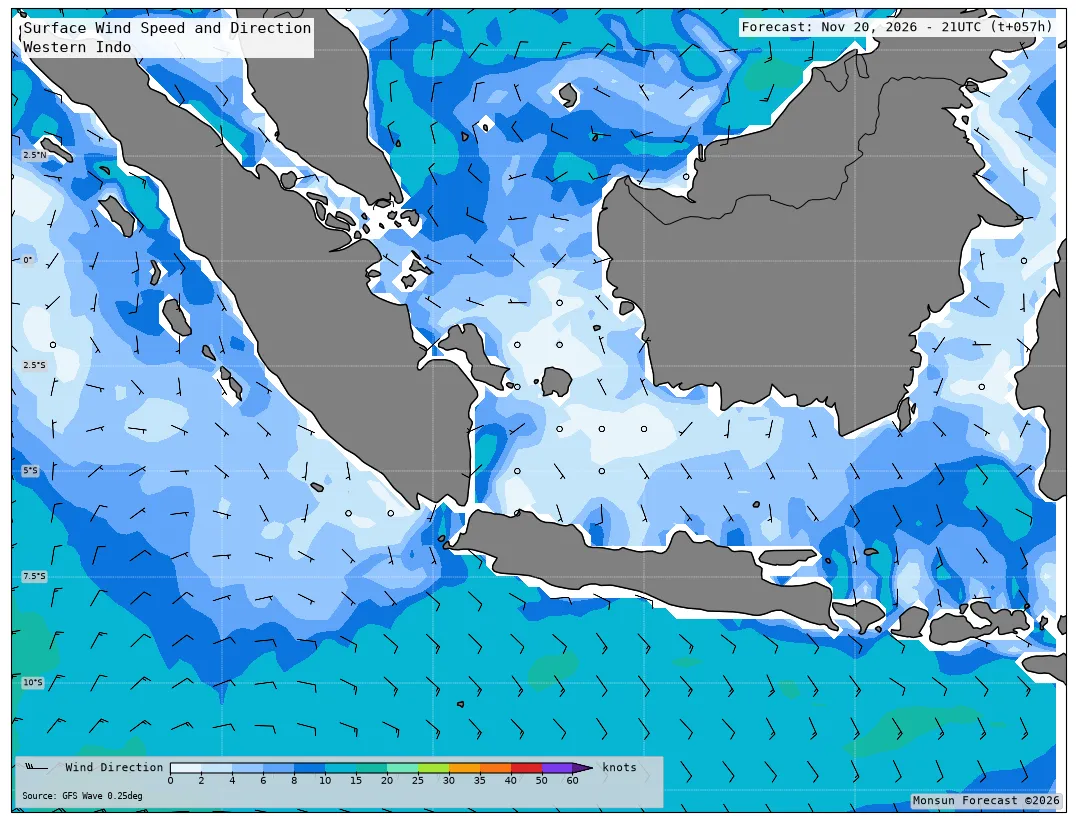 Surface Wind Speed and Direction
Western Indo
Forecast: Nov 20, 2026 - 21UTC (t+057h)
2.5°N
0°
2.5°S
5°S
7.5°S
10°S
Wind Direction
0 2 4 6 8 10 15 20 25 30 35 40 50 60
knots
Source: GFS Wave 0.25deg
Monsun Forecast ©2026